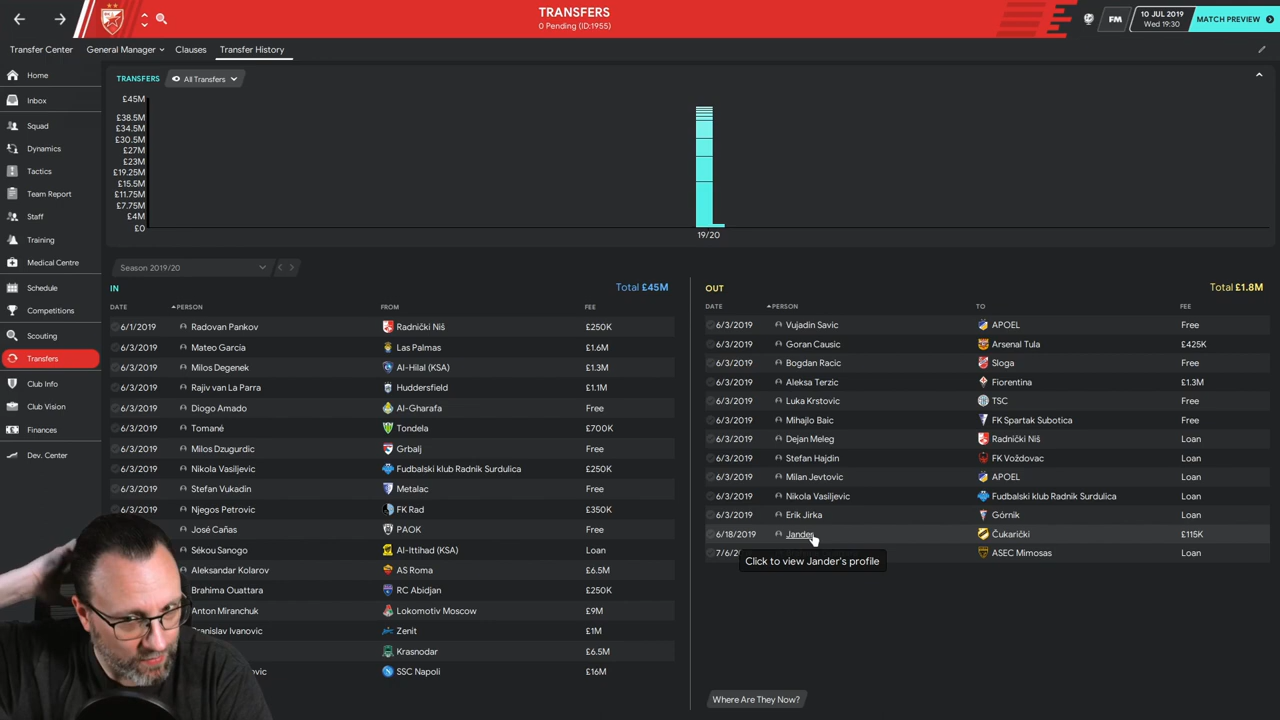 TRANSFERS
0 Pending (ID:1955)
FM
10 JUL 2019
Wed 19:30
MATCH PREVIEW
Transfer Center
General Manager
Clauses
Transfer History
Home
Inbox
Squad
Dynamics
Tactics
Team Report
Staff
Training
Medical Centre
Schedule
Competitions
Scouting
Transfers
Club Info
Club Vision
Finances
Dev. Center
TRANSFERS
All Transfers
£45M
£38.5M
£34.5M
£30.5M
£27M
£23M
£19.25M
£15.5M
£11.75M
£7.75M
£4M
£0
19/20
Season 2019/20
IN Total £45M
DATE PERSON FROM FEE
6/1/2019 Radovan Pankov Radnički Niš £250K
6/3/2019 Mateo García Las Palmas £1.6M
6/3/2019 Milos Degenek Al-Hilal (KSA) £1.3M
6/3/2019 Rajiv van La Parra Huddersfield £1.1M
6/3/2019 Diogo Amado Al-Gharafa Free
6/3/2019 Tomané Tondela £700K
6/3/2019 Milos Dzugurdic Grbalj Free
6/3/2019 Nikola Vasiljevic Fudbalski klub Radnik Surdulica £250K
6/3/2019 Stefan Vukadin Metalac Free
6/3/2019 Njegos Petrovic FK Rad £350K
6/3/2019 José Cañas PAOK Free
Sékou Sanogo Al-Ittihad (KSA) Loan
Aleksandar Kolarov AS Roma £6.5M
Brahima Ouattara RC Abidjan £250K
Anton Miranchuk Lokomotiv Moscow £9M
Branislav Ivanovic Zenit £1M
Krasnodar £6.5M
SSC Napoli £16M
OUT Total £1.8M
DATE PERSON TO FEE
6/3/2019 Vujadin Savic APOEL Free
6/3/2019 Goran Causic Arsenal Tula £425K
6/3/2019 Bogdan Racic Sloga Free
6/3/2019 Aleksa Terzic Fiorentina £1.3M
6/3/2019 Luka Krstovic TSC Free
6/3/2019 Mihajlo Baic FK Spartak Subotica Free
6/3/2019 Dejan Meleg Radnički Niš Loan
6/3/2019 Stefan Hajdin FK Voždovac Loan
6/3/2019 Milan Jevtovic APOEL Loan
6/3/2019 Nikola Vasiljevic Fudbalski klub Radnik Surdulica Loan
6/3/2019 Erik Jirka Górnik Loan
6/18/2019 Jander Čukarički £115K
ASEC Mimosas Loan
Click to view Jander's profile
Where Are They Now?